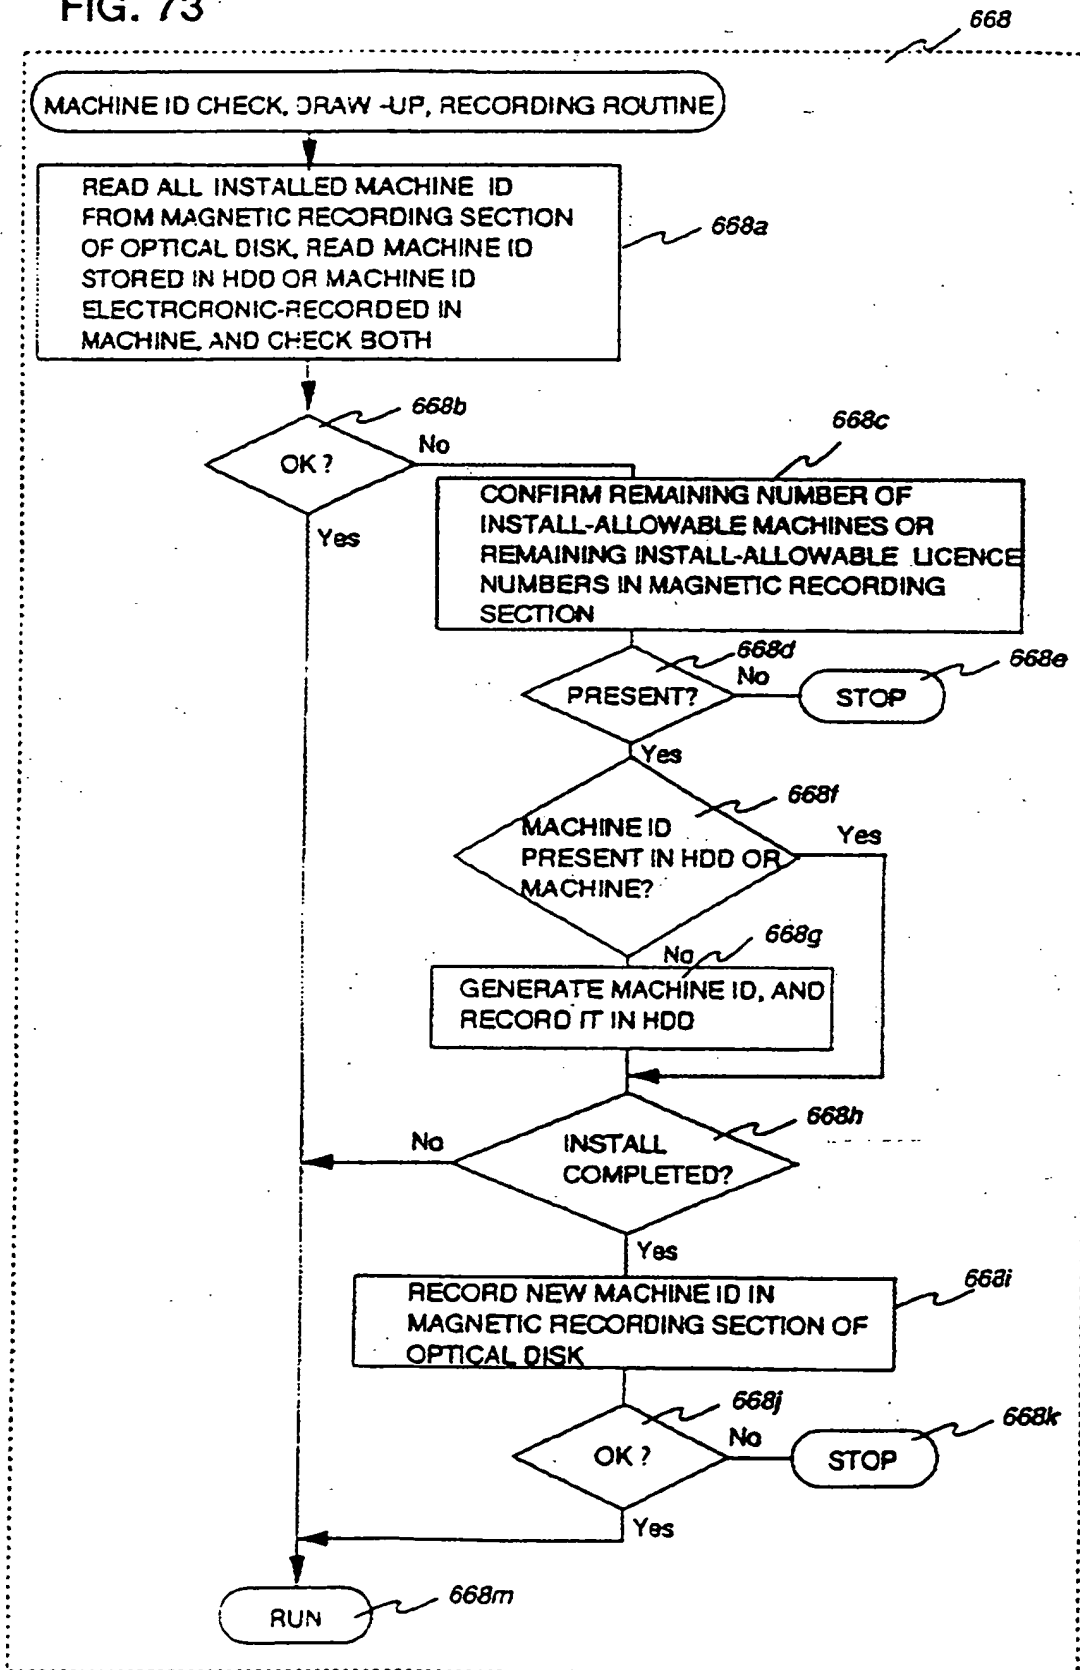 FIG. 73
668
MACHINE ID CHECK, DRAW-UP, RECORDING ROUTINE
READ ALL INSTALLED MACHINE ID
FROM MAGNETIC RECORDING SECTION
OF OPTICAL DISK, READ MACHINE ID
STORED IN HDD OR MACHINE ID
ELECTRCRONIC-RECORDED IN
MACHINE, AND CHECK BOTH
668a
668b
OK?
No
Yes
668c
CONFIRM REMAINING NUMBER OF
INSTALL-ALLOWABLE MACHINES OR
REMAINING INSTALL-ALLOWABLE LICENCE
NUMBERS IN MAGNETIC RECORDING
SECTION
668d
PRESENT?
No
668e
STOP
Yes
668f
MACHINE ID
PRESENT IN HDD OR
MACHINE?
Yes
No
668g
GENERATE MACHINE ID, AND
RECORD IT IN HDD
668h
INSTALL
COMPLETED?
No
Yes
668i
RECORD NEW MACHINE ID IN
MAGNETIC RECORDING SECTION OF
OPTICAL DISK
668j
OK?
No
668k
STOP
Yes
668m
RUN